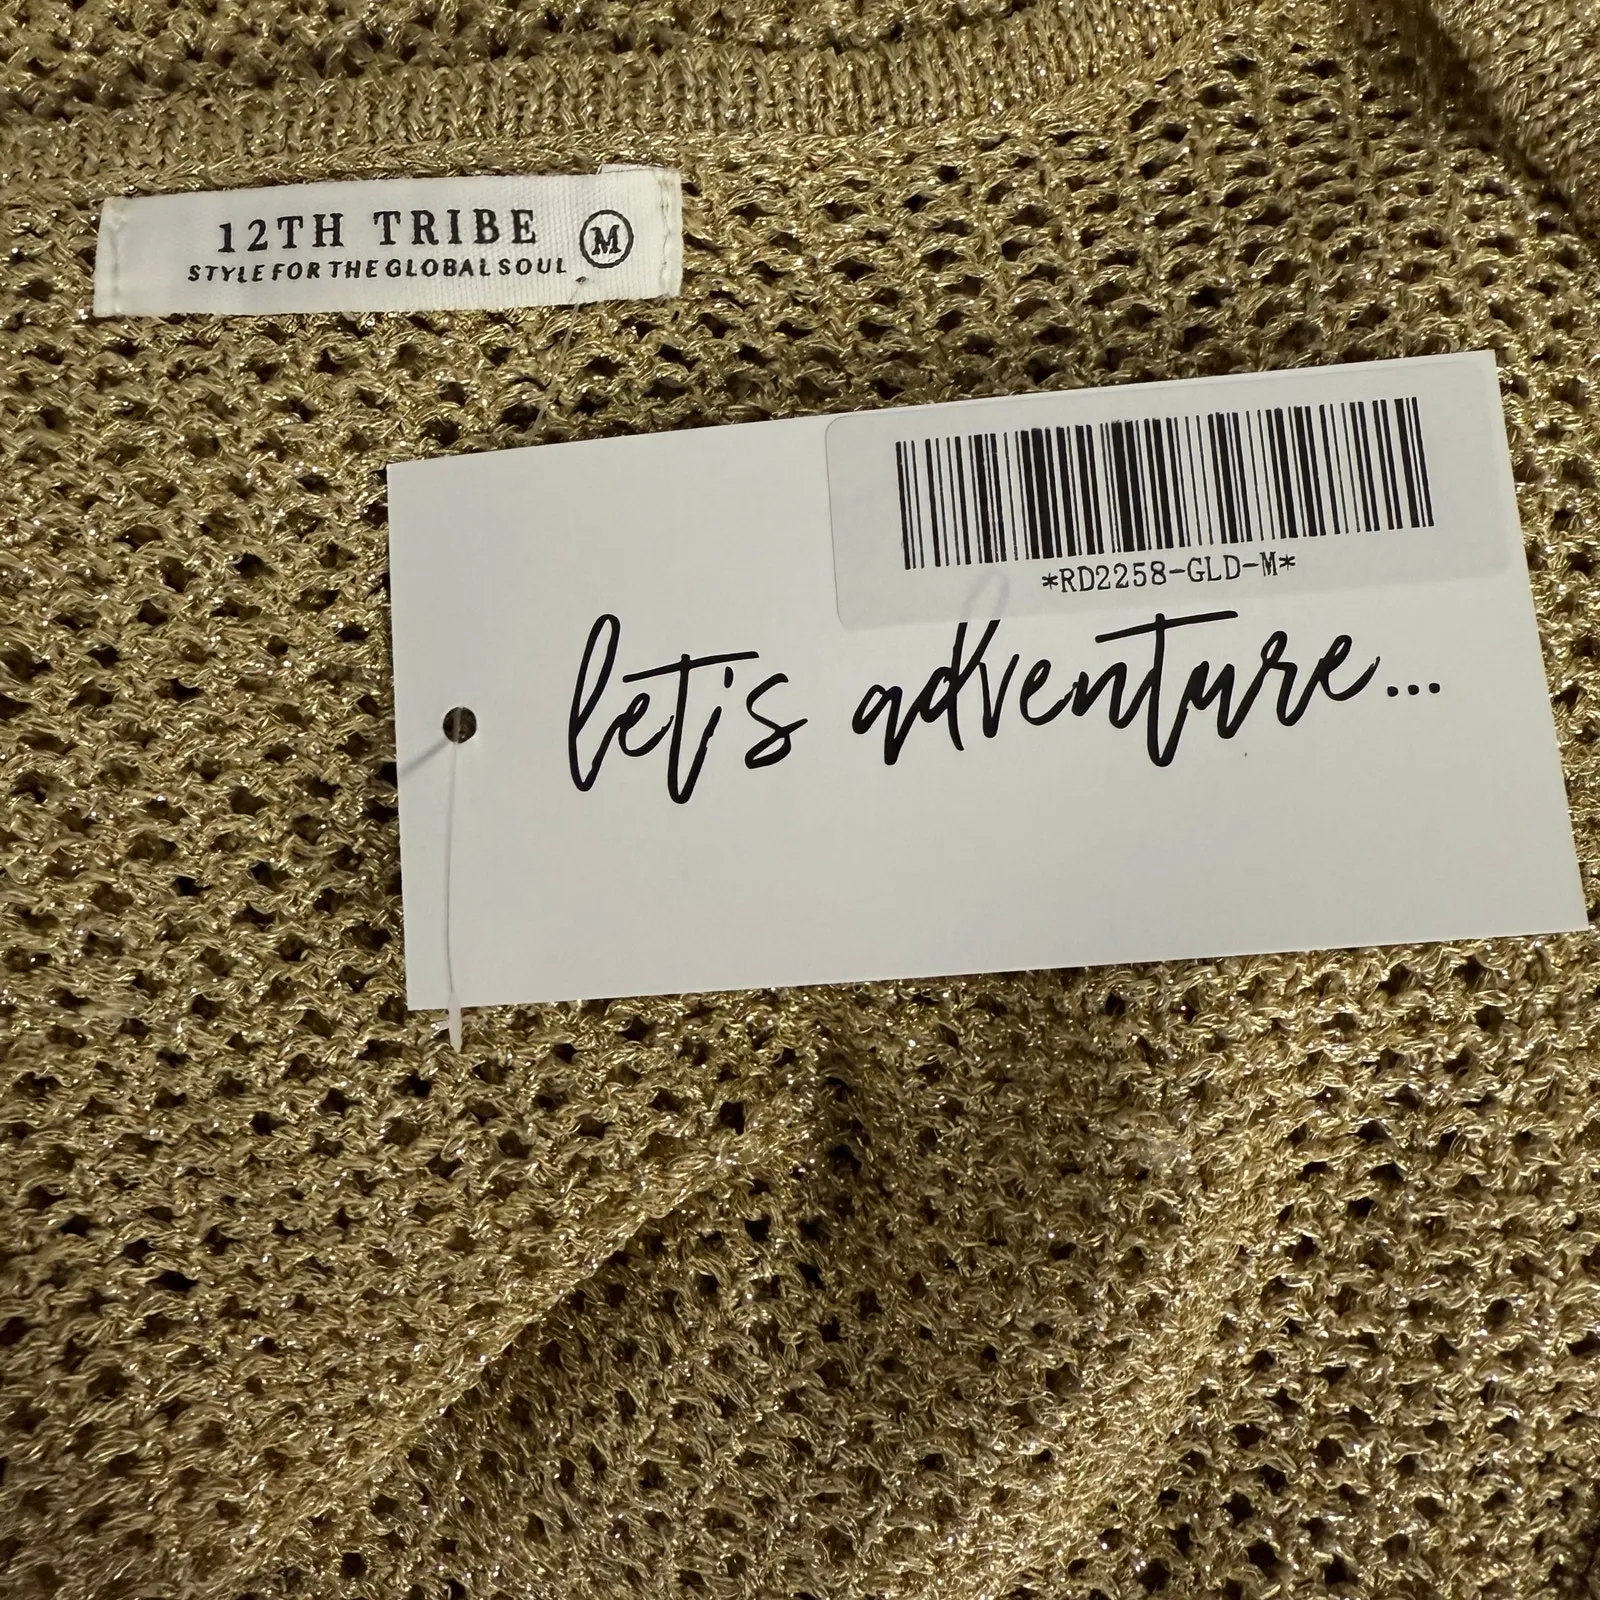 12TH TRIBE M
STYLE FOR THE GLOBAL SOUL
*RD2258-GLD-M*
let's adventure...